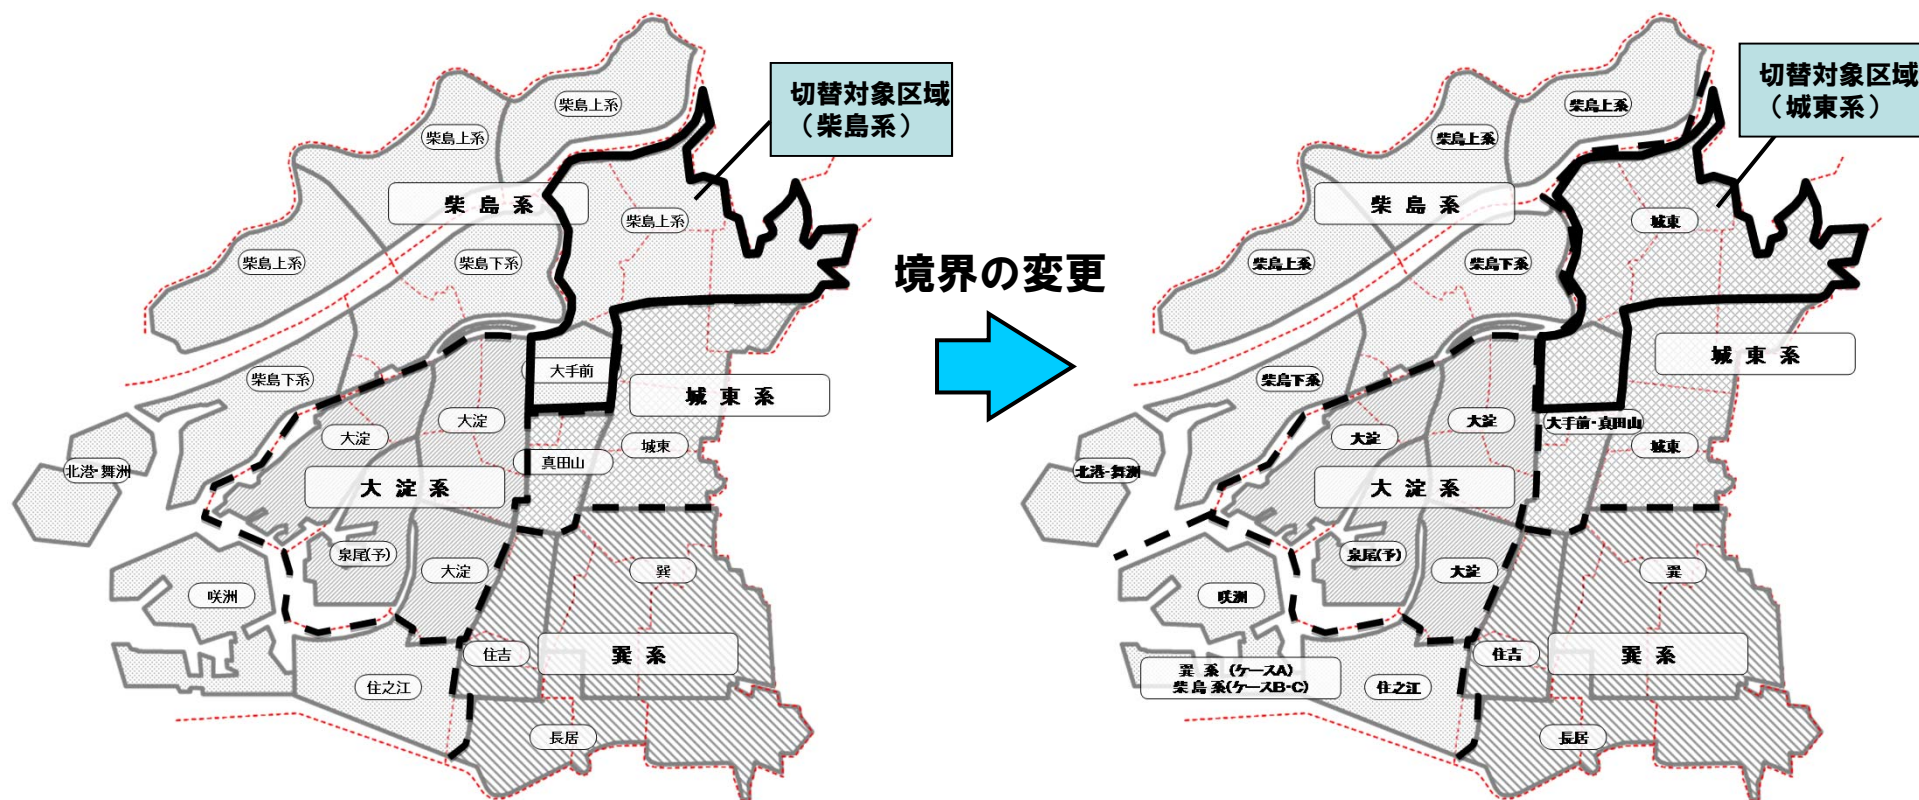 切替対象区域
（柴島系）
柴島上系
柴島上系
柴島系
柴島上系
柴島上系
柴島下系
大手前
柴島下系
城東系
大淀
大淀
城東
真田山
北港・舞洲
大淀系
泉尾(予)
大淀
巽
咲洲
巽系
住吉
住之江
長居
境界の変更
切替対象区域
（城東系）
柴島上系
柴島上系
柴島系
城東
柴島上系
柴島下系
城東系
柴島下系
大淀
大手前・真田山
大淀
城東
北港・舞洲
大淀系
泉尾(予)
大淀
巽
咲洲
住吉
巽系
巽系（ケースA）
柴島系(ケースB・C)
住之江
長居